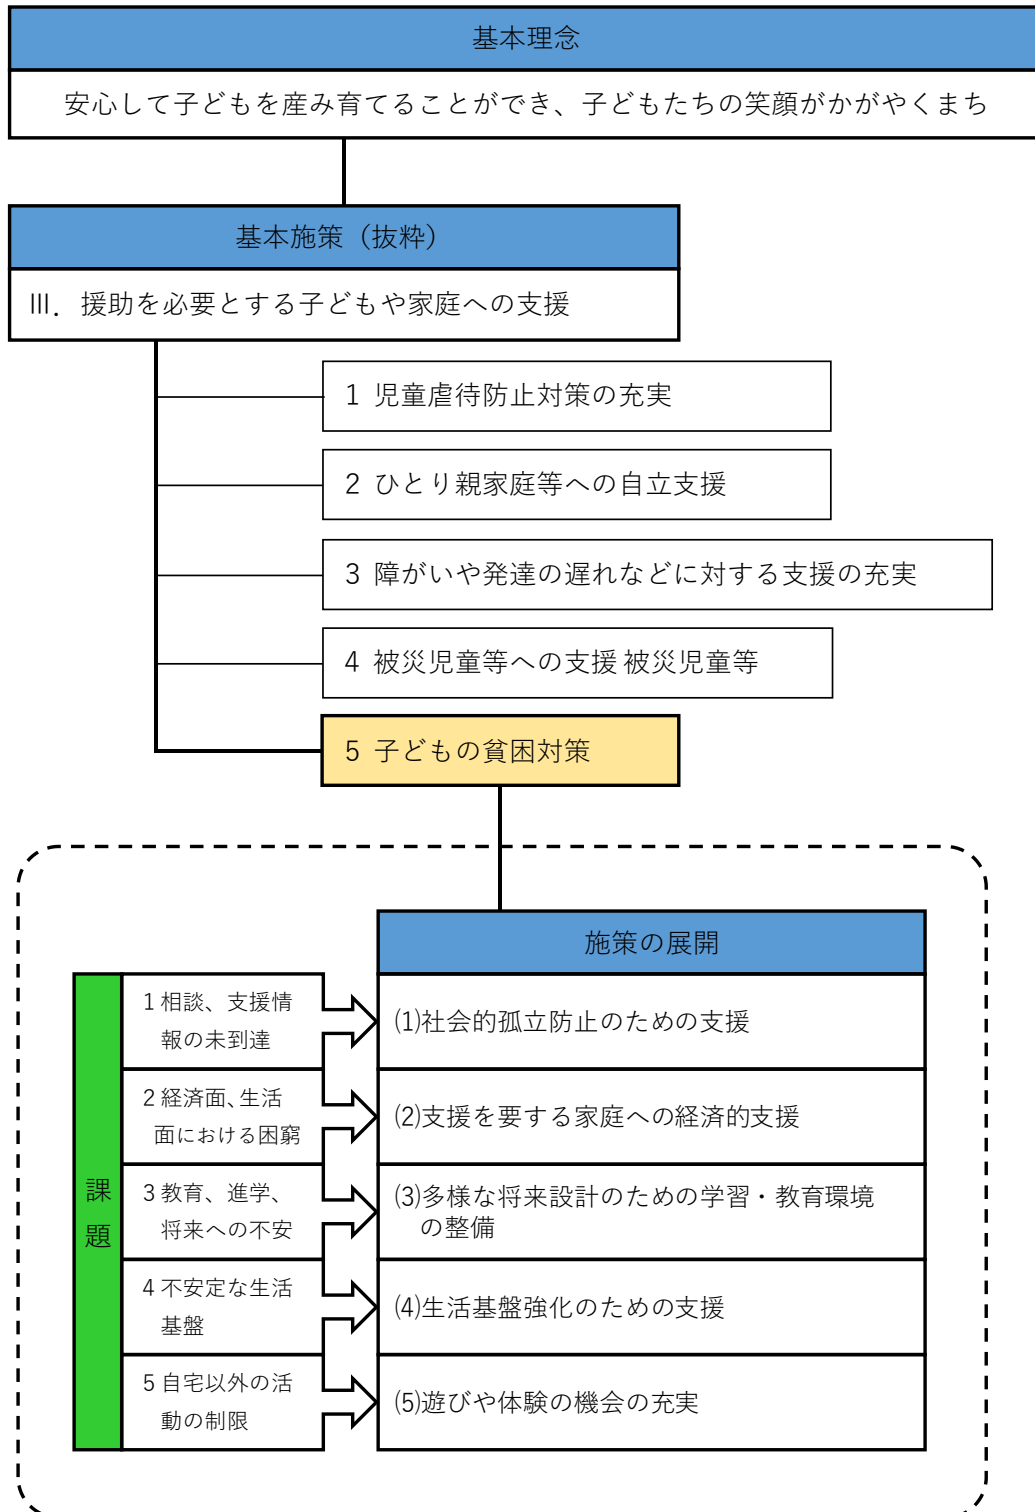 基本理念
安心して子どもを産み育てることができ、子どもたちの笑顔がかがやくまち
基本施策（抜粋）
Ⅲ．援助を必要とする子どもや家庭への支援
1 児童虐待防止対策の充実
2 ひとり親家庭等への自立支援
3 障がいや発達の遅れなどに対する支援の充実
4 被災児童等への支援 被災児童等
5 子どもの貧困対策
施策の展開
課題
1 相談、支援情
報の未到達
⑴社会的孤立防止のための支援
2 経済面、生活
面における困窮
⑵支援を要する家庭への経済的支援
3 教育、進学、
将来への不安
⑶多様な将来設計のための学習・教育環境
の整備
4 不安定な生活
基盤
⑷生活基盤強化のための支援
5 自宅以外の活
動の制限
⑸遊びや体験の機会の充実